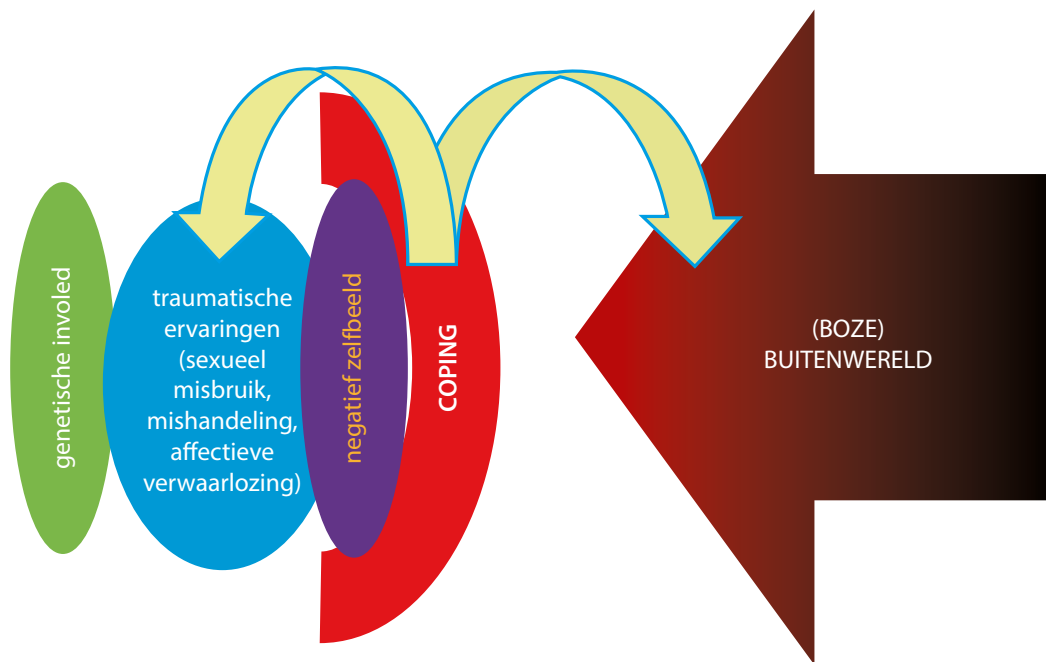 genetische invloed
traumatische
ervaringen
(sexueel
misbruik,
mishandeling,
affectieve
verwaarlozing)
negatief zelfbeeld
COPING
(BOZE)
BUITENWERELD